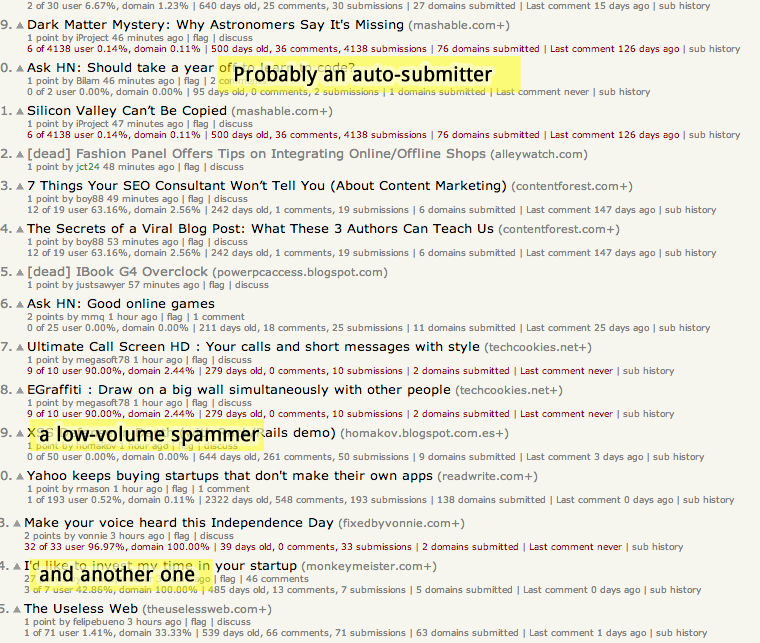 2 of 30 user 6.67%, domain 1.23% | 640 days old, 25 comments, 30 submissions | 27 domains submitted | Last comment 15 days ago | sub history
9. Dark Matter Mystery: Why Astronomers Say It's Missing (mashable.com+)
1 point by iProject 46 minutes ago | flag | discuss
6 of 4138 user 0.14%, domain 0.11% | 500 days old, 36 comments, 4138 submissions | 76 domains submitted | Last comment 126 days ago | sub history
0. Ask HN: Should take a year off to learn to code?
Probably an auto-submitter
1 point by Bilam 46 minutes ago | flag | 2
0 of 2 user 0.00%, domain 0.00% | 95 days old, 0 comments, 2 submissions | 1 domains submitted | Last comment never | sub history
1. Silicon Valley Can't Be Copied (mashable.com+)
1 point by iProject 47 minutes ago | flag | discuss
6 of 4138 user 0.14%, domain 0.11% | 500 days old, 36 comments, 4138 submissions | 76 domains submitted | Last comment 126 days ago | sub history
2. [dead] Fashion Panel Offers Tips on Integrating Online/Offline Shops (alleywatch.com)
1 point by jct24 48 minutes ago | flag | discuss
3. 7 Things Your SEO Consultant Won't Tell You (About Content Marketing) (contentforest.com+)
1 point by boy88 49 minutes ago | flag | discuss
12 of 19 user 63.16%, domain 2.56% | 242 days old, 1 comments, 19 submissions | 6 domains submitted | Last comment 147 days ago | sub history
4. The Secrets of a Viral Blog Post: What These 3 Authors Can Teach Us (contentforest.com+)
1 point by boy88 53 minutes ago | flag | discuss
12 of 19 user 63.16%, domain 2.56% | 242 days old, 1 comments, 19 submissions | 6 domains submitted | Last comment 147 days ago | sub history
5. [dead] IBook G4 Overclock (powerpcaccess.blogspot.com)
1 point by justsawyer 57 minutes ago | flag | discuss
6. Ask HN: Good online games
2 points by mmq 1 hour ago | flag | 1 comment
0 of 25 user 0.00%, domain 0.00% | 211 days old, 18 comments, 25 submissions | 11 domains submitted | Last comment 25 days ago | sub history
7. Ultimate Call Screen HD : Your calls and short messages with style (techcookies.net+)
1 point by megasoft78 1 hour ago | flag | discuss
9 of 10 user 90.00%, domain 2.44% | 279 days old, 0 comments, 10 submissions | 2 domains submitted | Last comment never | sub history
8. EGraffiti : Draw on a big wall simultaneously with other people (techcookies.net+)
1 point by megasoft78 1 hour ago | flag | discuss
9 of 10 user 90.00%, domain 2.44% | 279 days old, 0 comments, 10 submissions | 2 domains submitted | Last comment never | sub history
9. a low-volume spammer Rails demo) (homakov.blogspot.com.es+)
1 point by homakov 1 hour ago | flag | discuss
0 of 50 user 0.00%, domain 0.00% | 644 days old, 261 comments, 50 submissions | 9 domains submitted | Last comment 3 days ago | sub history
0. Yahoo keeps buying startups that don't make their own apps (readwrite.com+)
1 point by rmason 1 hour ago | flag | 1 comment
1 of 193 user 0.52%, domain 0.11% | 2322 days old, 548 comments, 193 submissions | 138 domains submitted | Last comment 0 days ago | sub history
3. Make your voice heard this Independence Day (fixedbyvonnie.com+)
2 points by vonnie 3 hours ago | flag | discuss
32 of 33 user 96.97%, domain 100.00% | 39 days old, 0 comments, 33 submissions | 2 domains submitted | Last comment never | sub history
4. I'd like to invest my time in your startup (monkeymeister.com+)
and another one
27 ago | flag | 46 comments
3 of 7 user 42.86%, domain 100.00% | 485 days old, 13 comments, 7 submissions | 5 domains submitted | Last comment 0 days ago | sub history
5. The Useless Web (theuselessweb.com+)
1 point by felipebueno 3 hours ago | flag | discuss
1 of 71 user 1.41%, domain 33.33% | 539 days old, 66 comments, 71 submissions | 63 domains submitted | Last comment 1 days ago | sub history